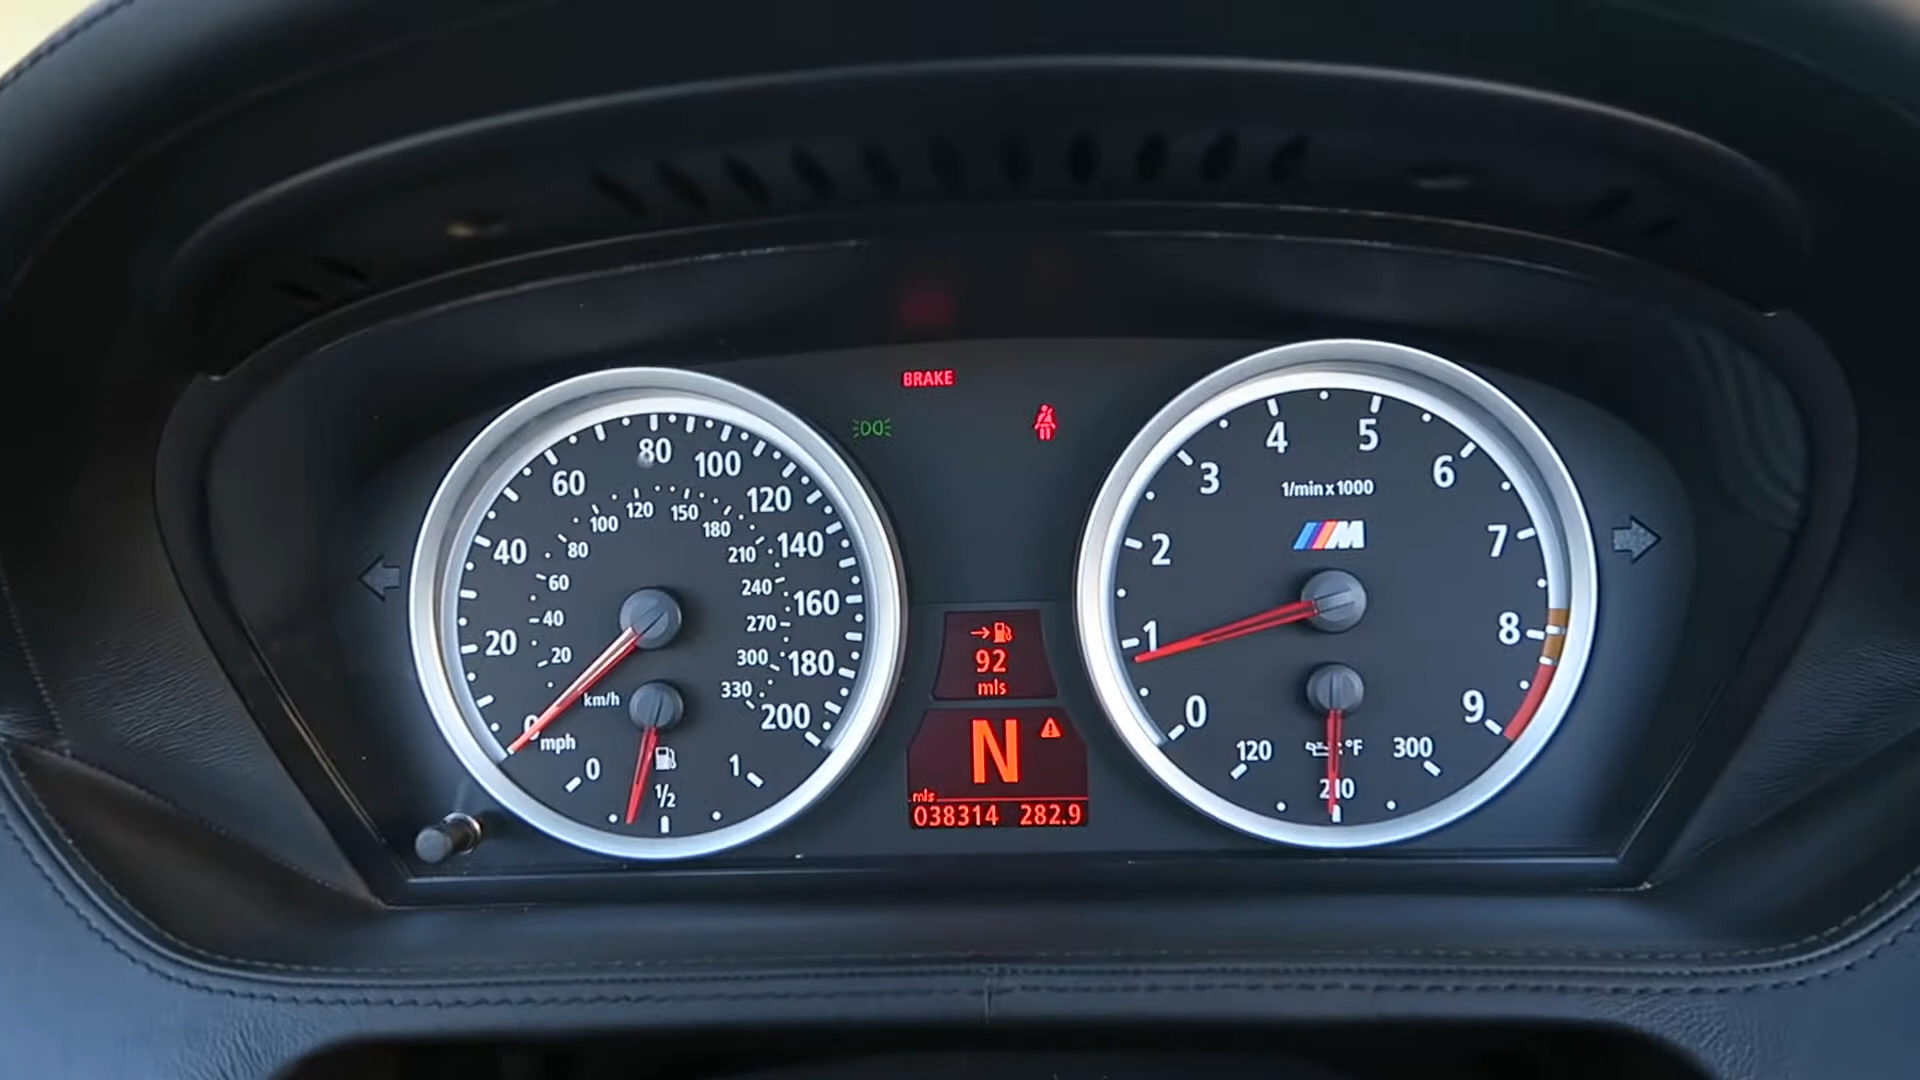 BRAKE
0 20 40 60 80 100 120 140 160 180 200
mph
20 40 60 80 100 120 150 180 210 240 270 300 330
km/h
0 1/2 1
→ 
92
mls
N
mls
038314 282.9
0 1 2 3 4 5 6 7 8 9
1/min x 1000
M
120 210 300
°F